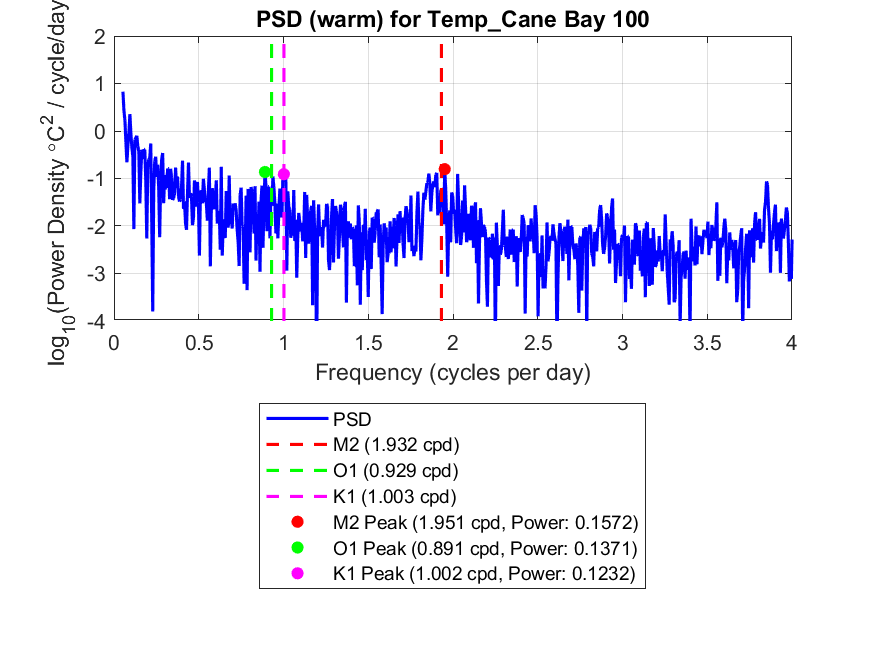 PSD (warm) for Temp_Cane Bay 100
log10(Power Density °C2 / cycle/day
2
1
0
-1
-2
-3
-4
0 0.5 1 1.5 2 2.5 3 3.5 4
Frequency (cycles per day)
PSD
M2 (1.932 cpd)
O1 (0.929 cpd)
K1 (1.003 cpd)
M2 Peak (1.951 cpd, Power: 0.1572)
O1 Peak (0.891 cpd, Power: 0.1371)
K1 Peak (1.002 cpd, Power: 0.1232)